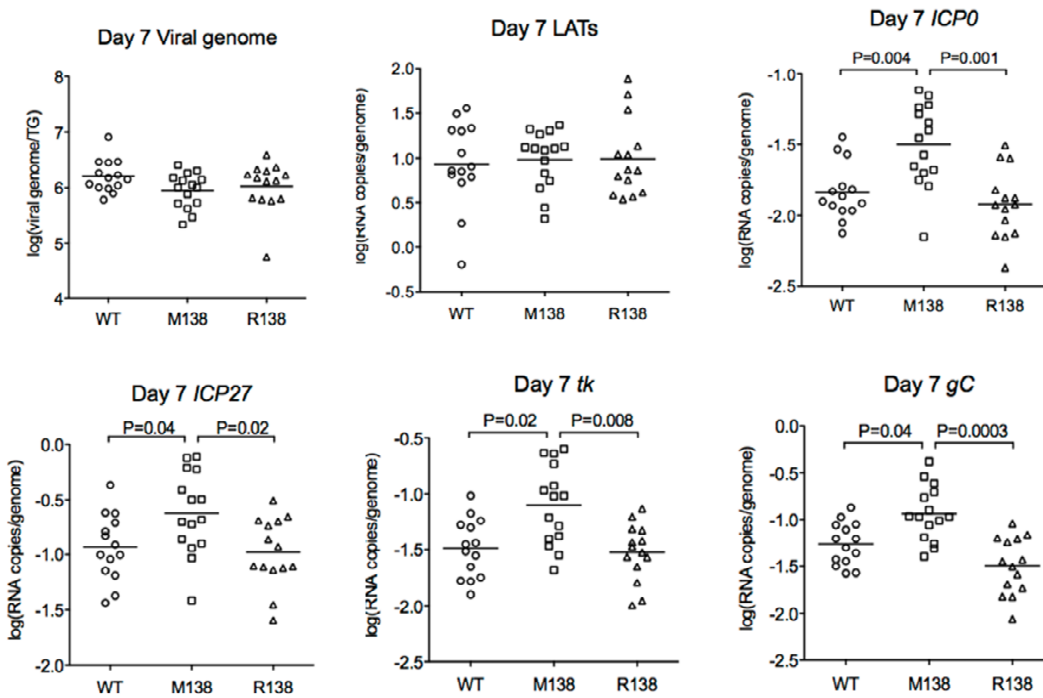 Day 7 Viral genome
log(viral genome/TG)
8
7
6
5
4
WT M138 R138
Day 7 LATs
log(RNA copies/genome)
2.0
1.5
1.0
0.5
0.0
-0.5
WT M138 R138
Day 7 ICP0
P=0.004 P=0.001
log(RNA copies/genome)
-1.0
-1.5
-2.0
-2.5
WT M138 R138
Day 7 ICP27
P=0.04 P=0.02
log(RNA copies/genome)
0.0
-0.5
-1.0
-1.5
-2.0
WT M138 R138
Day 7 tk
P=0.02 P=0.008
log(RNA copies/genome)
-0.5
-1.0
-1.5
-2.0
-2.5
WT M138 R138
Day 7 gC
P=0.04 P=0.0003
log(RNA copies/genome)
0.0
-0.5
-1.0
-1.5
-2.0
-2.5
WT M138 R138